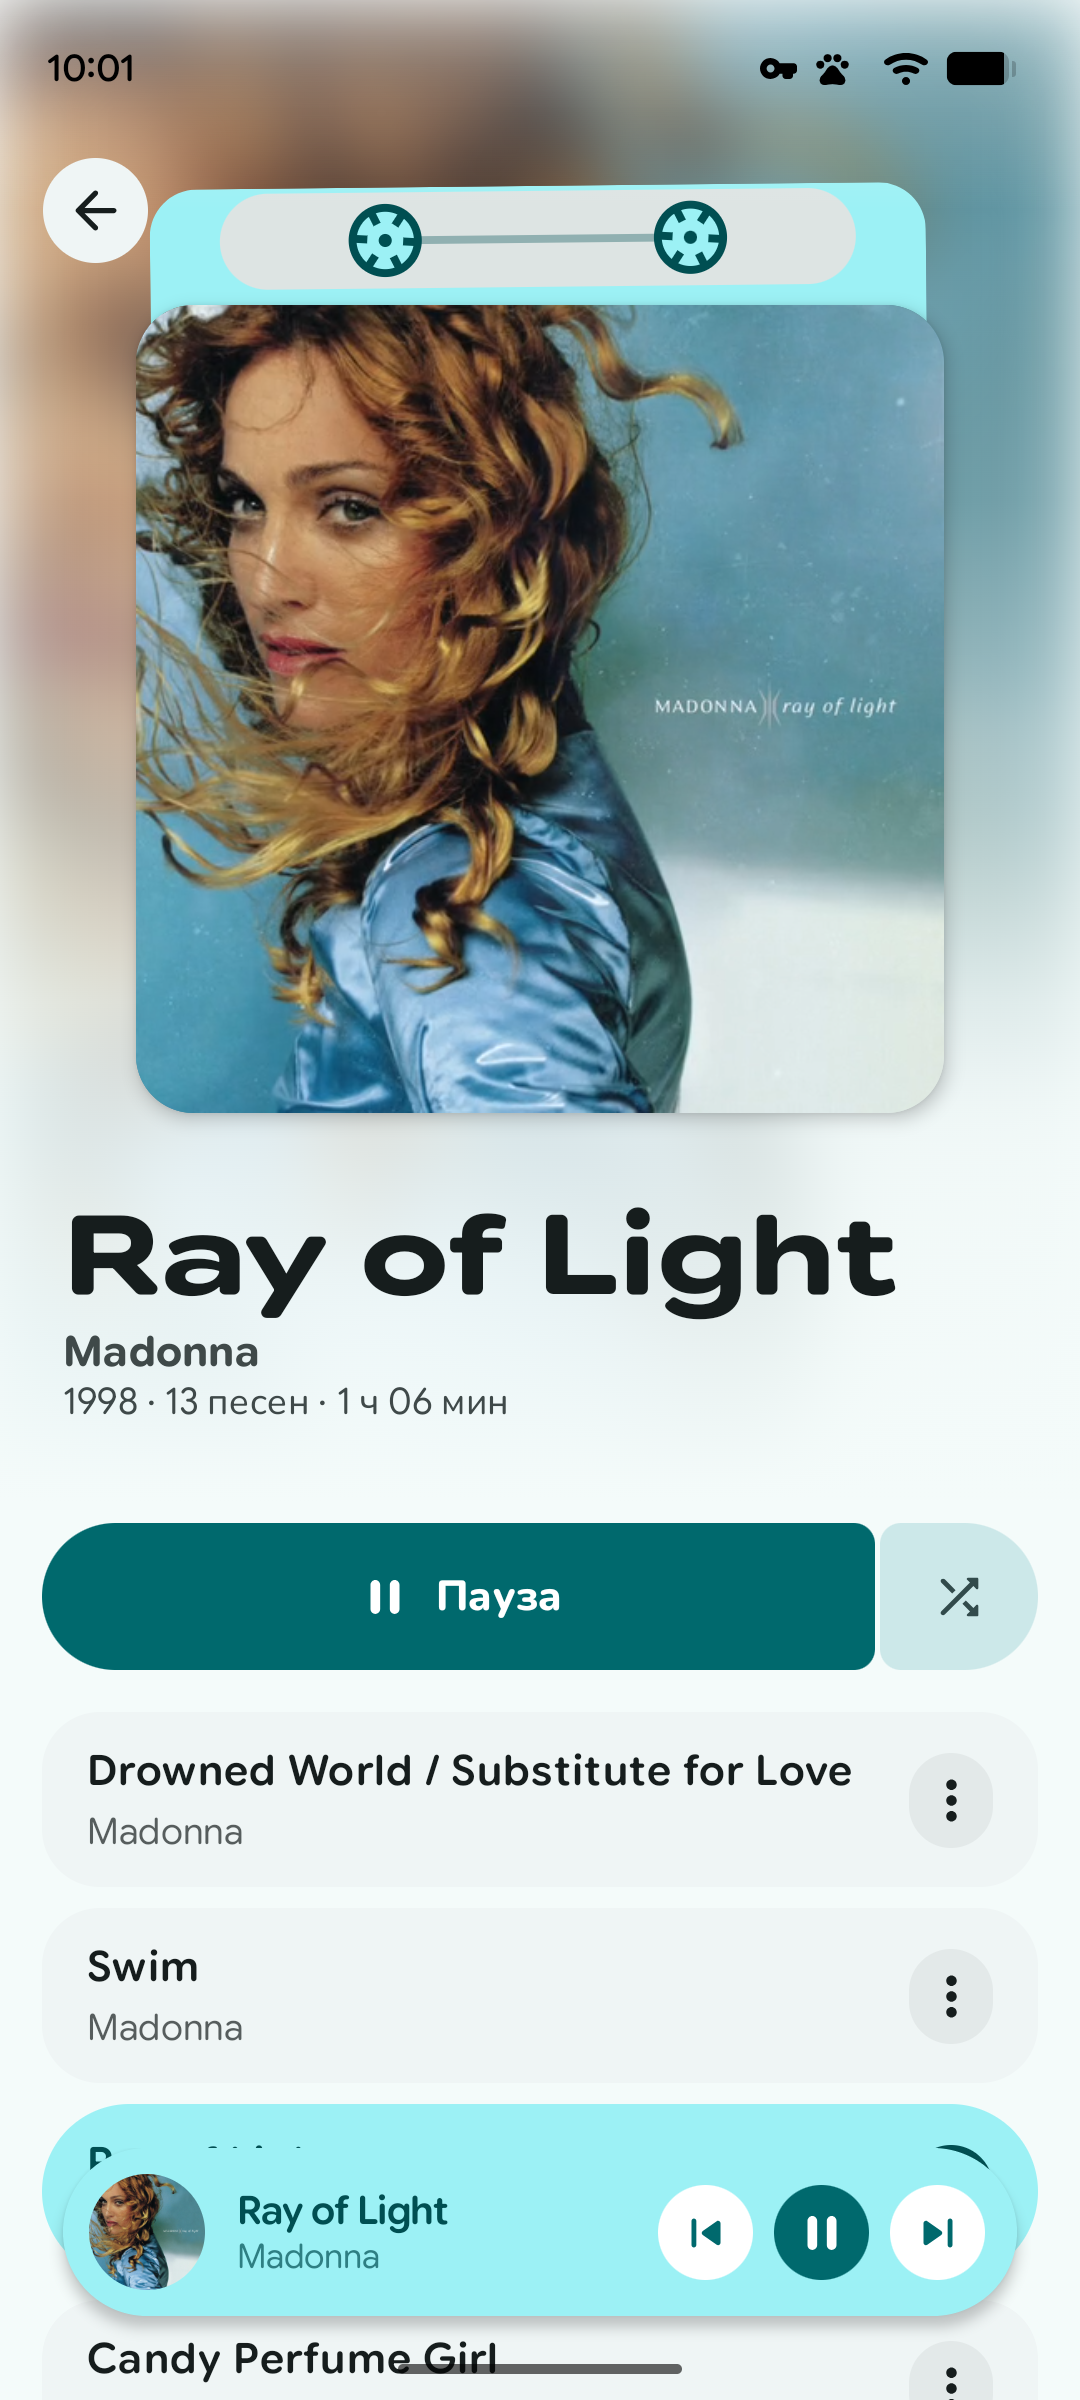 10:01
MADONNA ray of light
Ray of Light
Madonna
1998 · 13 песен · 1 ч 06 мин
Пауза
Drowned World / Substitute for Love
Madonna
Swim
Madonna
Ray of Light
Madonna
Candy Perfume Girl